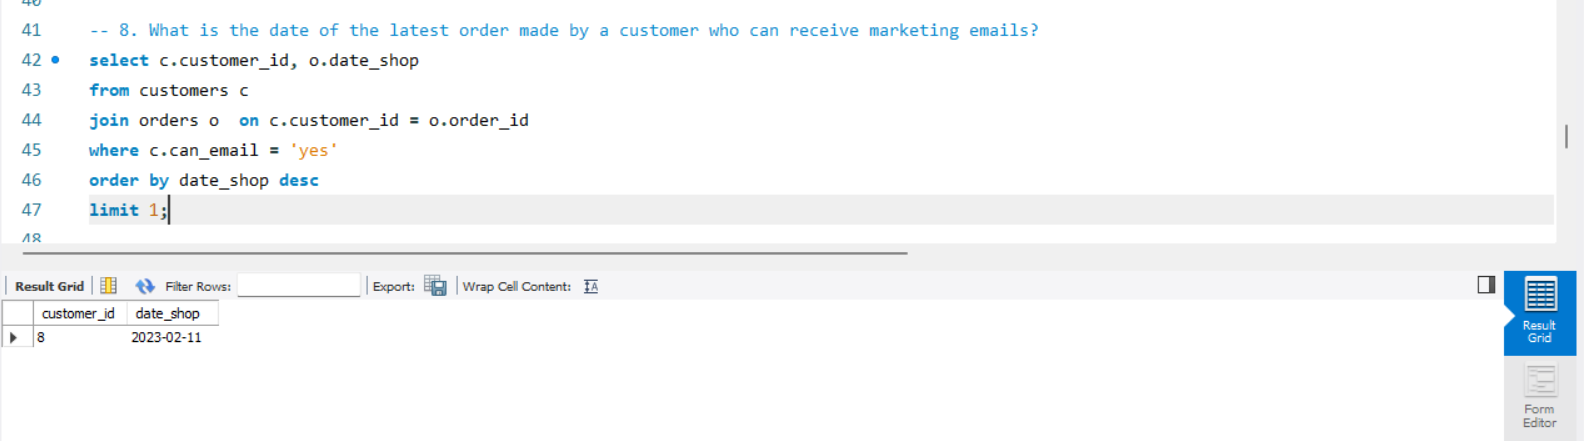 40
41 -- 8. What is the date of the latest order made by a customer who can receive marketing emails?
42 select c.customer_id, o.date_shop
43 from customers c
44 join orders o  on c.customer_id = o.order_id
45 where c.can_email = 'yes'
46 order by date_shop desc
47 limit 1;
48
Result Grid Filter Rows: Export: Wrap Cell Content: IA
customer_id date_shop
8 2023-02-11
Result
Grid
Form
Editor